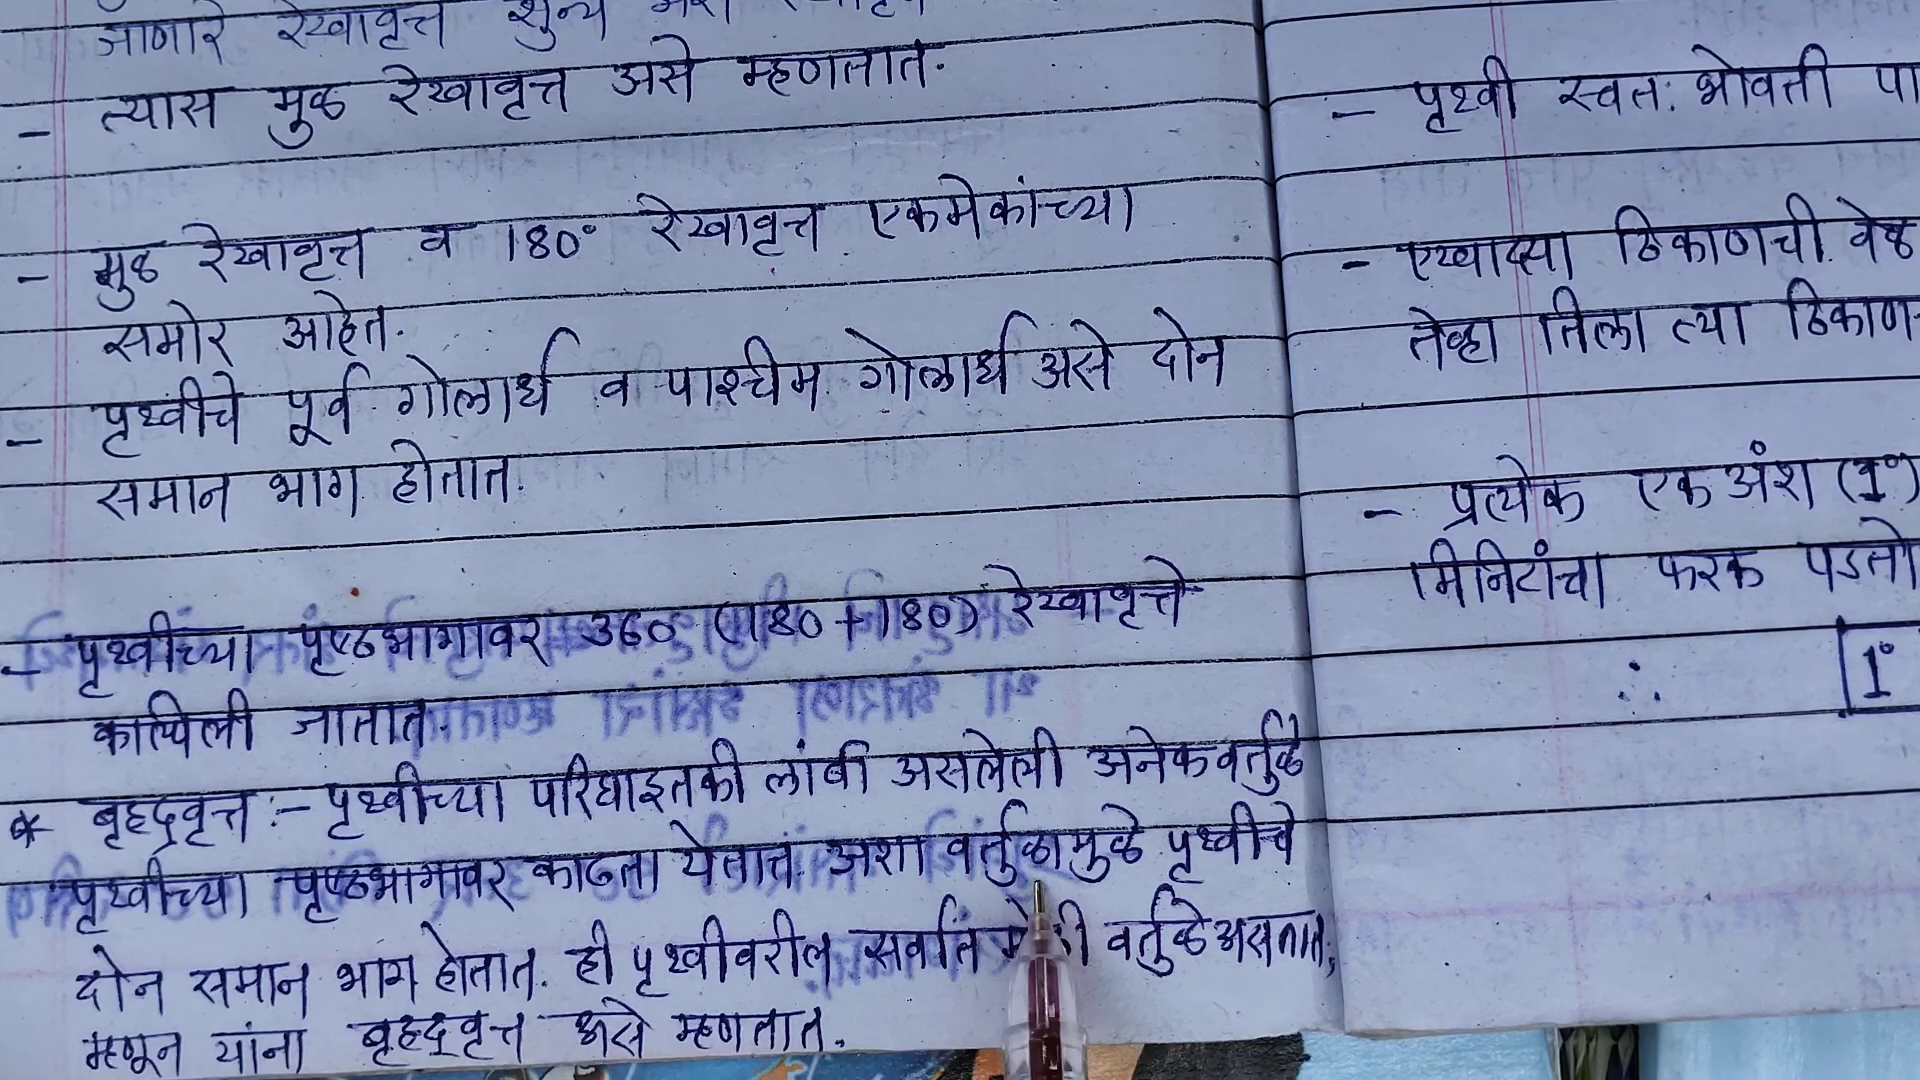 जाणारे रेखावृत्त शुन्य
- त्यास मुळ रेखावृत्त असे म्हणतात.
- मुळ रेखावृत्त व 180° रेखावृत्त एकमेकांच्या
समोर आहेत.
- पृथ्वीचे पूर्व गोलार्ध व पाश्चीम गोलार्ध असे दोन
समान भाग होतात.
- पृथ्वीच्या पृष्ठभागावर 360 (180+180) रेखावृत्ते
काल्पिली जातात.
* बृहद्‌वृत्त :- पृथ्वीच्या परिघाइतकी लांबी असलेली अनेक वर्तुळे
पृथ्वीच्या पृष्ठभागावर काढता येतात. अशा वर्तुळामुळे पृथ्वीचे
दोन समान भाग होतात. ही पृथ्वीवरील सर्वात वर्तुळे असतात,
म्हणून यांना बृहद्‌वृत्त असे म्हणतात.
- पृथ्वी स्वत: भोवती
- एखाद्या ठिकाणची वेळ
तेव्हा तिला त्या
- प्रत्येक एक अंश (1°)
मिनिटांचा फरक पडतो
∴ 1°